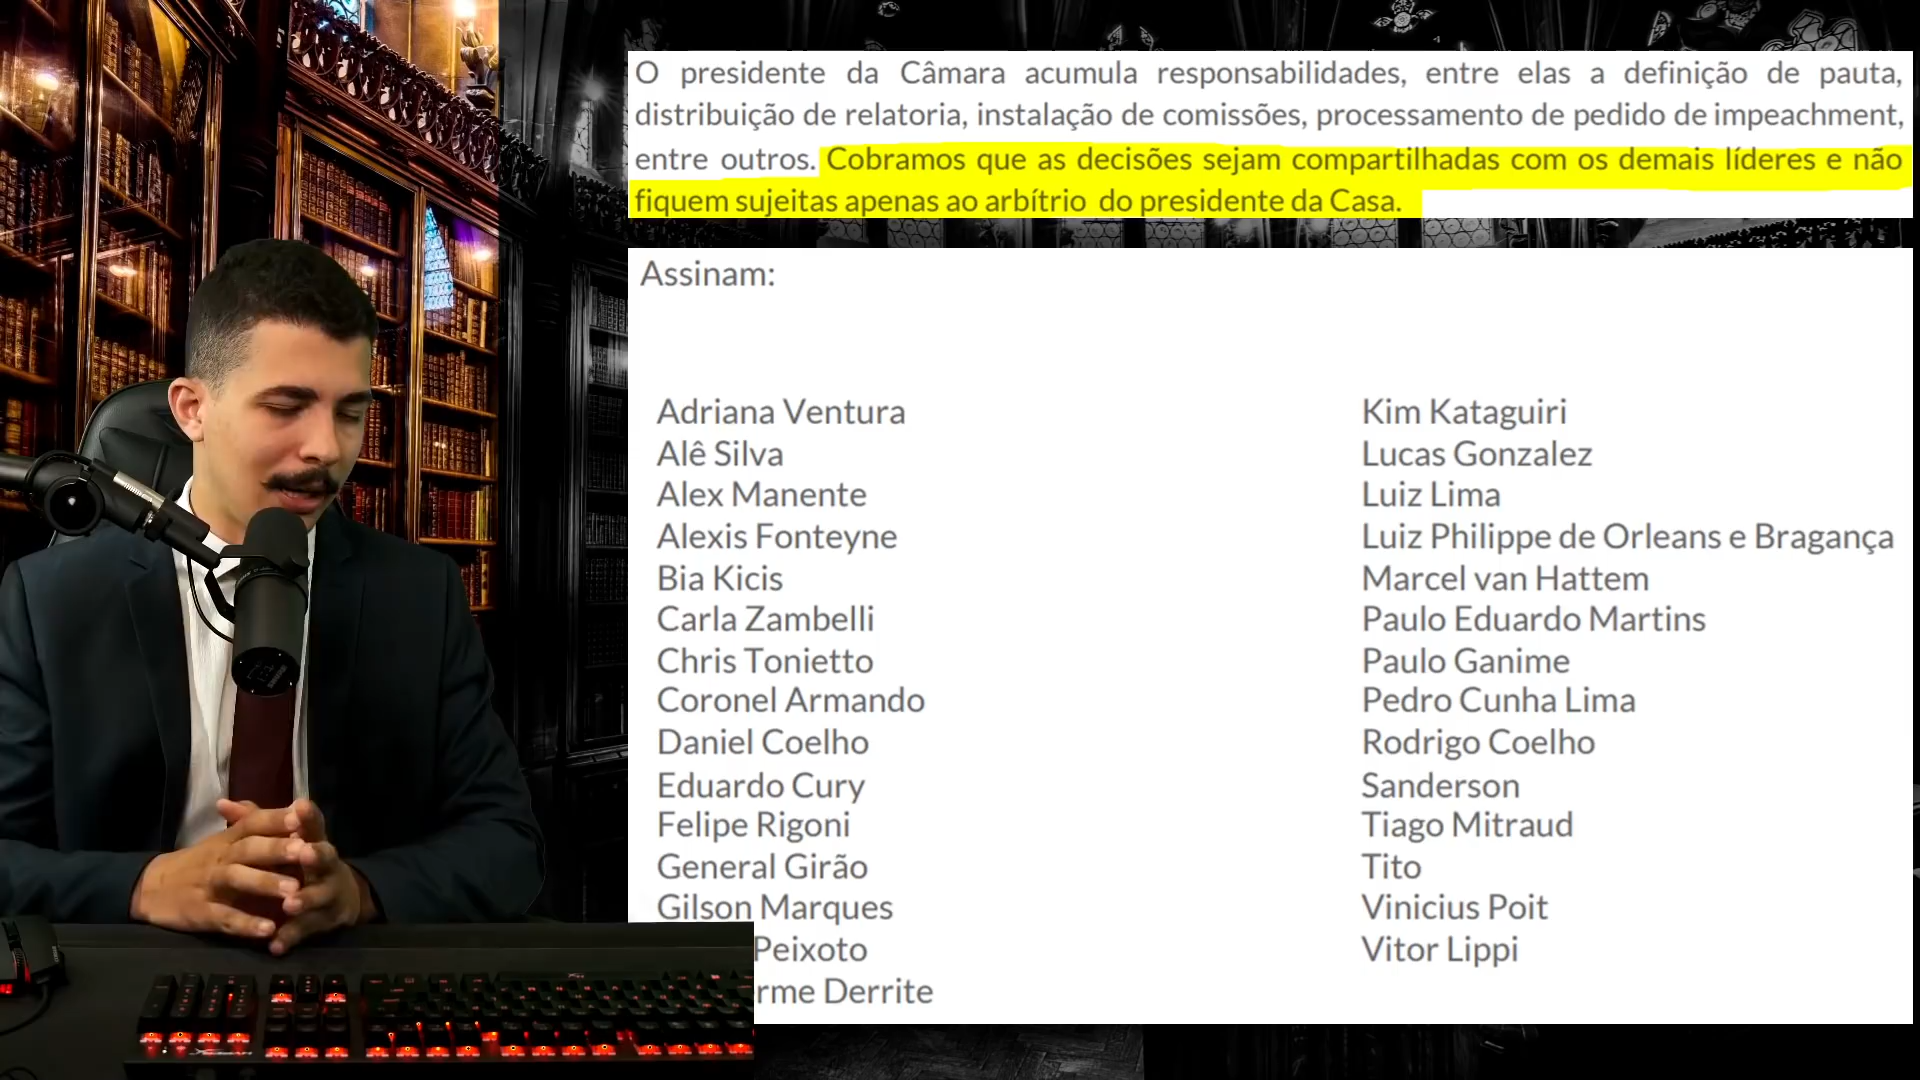 O presidente da Câmara acumula responsabilidades, entre elas a definição de pauta,
distribuição de relatoria, instalação de comissões, processamento de pedido de impeachment,
entre outros. Cobramos que as decisões sejam compartilhadas com os demais líderes e não
fiquem sujeitas apenas ao arbítrio do presidente da Casa.
Assinam:
Adriana Ventura
Alê Silva
Alex Manente
Alexis Fonteyne
Bia Kicis
Carla Zambelli
Chris Tonietto
Coronel Armando
Daniel Coelho
Eduardo Cury
Felipe Rigoni
General Girão
Gilson Marques
Peixoto
rme Derrite
Kim Kataguiri
Lucas Gonzalez
Luiz Lima
Luiz Philippe de Orleans e Bragança
Marcel van Hattem
Paulo Eduardo Martins
Paulo Ganime
Pedro Cunha Lima
Rodrigo Coelho
Sanderson
Tiago Mitraud
Tito
Vinicius Poit
Vitor Lippi